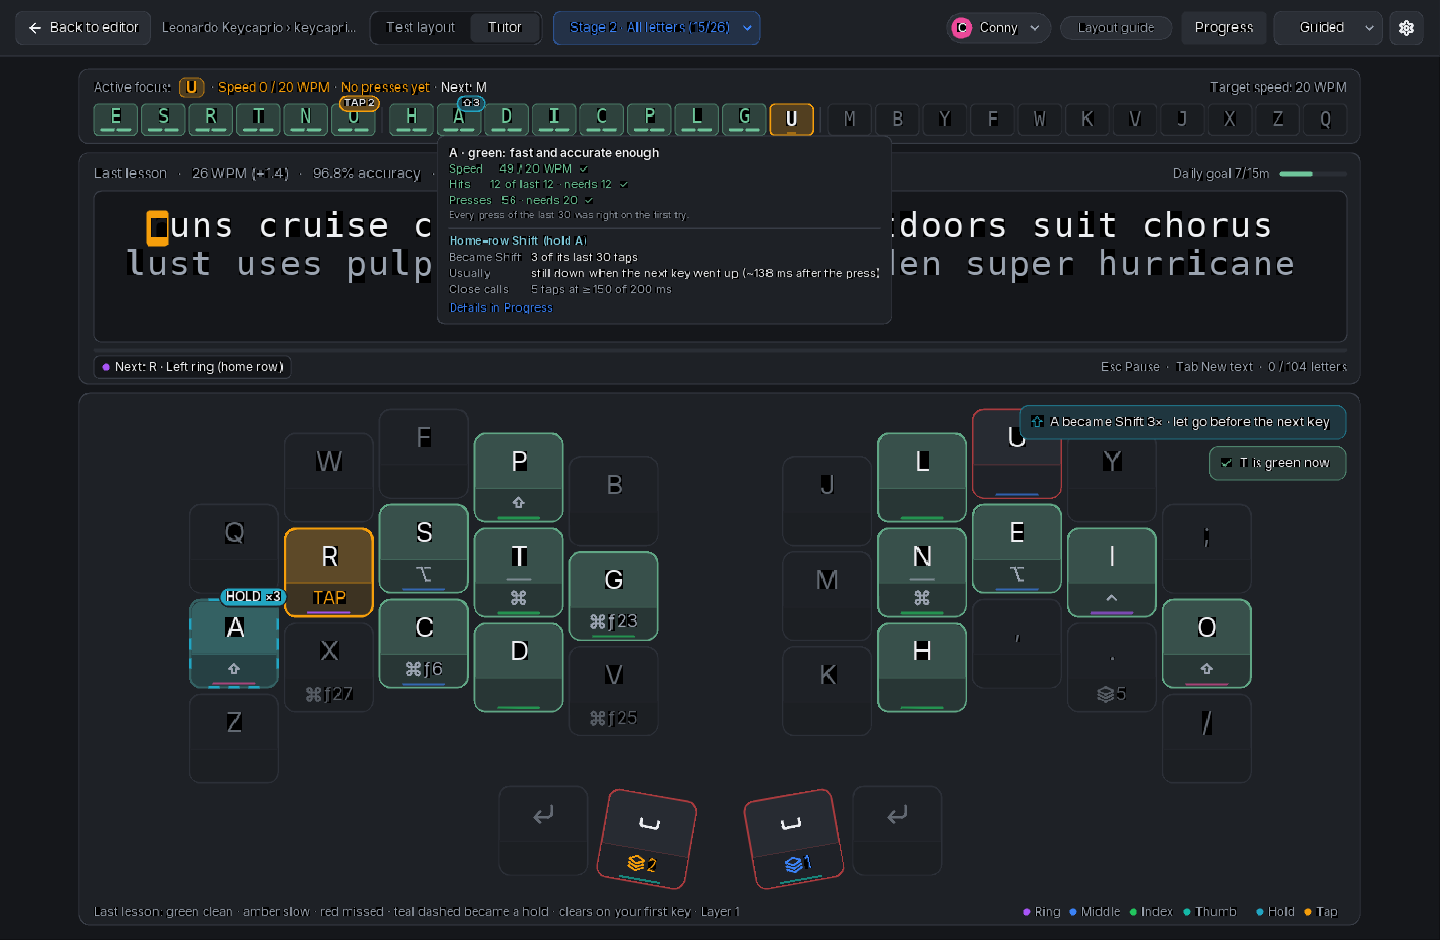 Back to editor
Leonardo Keycaprio › keycapri...
Test layout
Tutor
Stage 2 · All letters (15/26)
Conny
Layout guide
Progress
Guided
Active focus: U · Speed 0 / 20 WPM · No presses yet · Next: M
Target speed: 20 WPM
TAP 2
⇧3
E S R T N O H A D I C P L G U M B Y F W K V J X Z Q
A · green: fast and accurate enough
Speed 49 / 20 WPM ✓
Hits 12 of last 12 · needs 12 ✓
Presses 56 · needs 20 ✓
Every press of the last 30 was right on the first try.
Home-row Shift (hold A)
Became Shift 3 of its last 30 taps
Usually still down when the next key went up (~138 ms after the press)
Close calls 5 taps at ≥150 of 200 ms
Details in Progress
Last lesson · 26 WPM (+1.4) · 96.8% accuracy ·
Daily goal 7/15m
runs cruise c
doors suit chorus
lust uses pulp
en super hurricane
Next: R · Left ring (home row)
Esc Pause · Tab New text · 0 / 104 letters
A became Shift 3× · let go before the next key
T is green now
F
W
P
B
Q
R
TAP
S
⌥
T
⌘
G
⌘ƒ23
HOLD ×3
A
⇧
X
⌘ƒ27
C
⌘ƒ6
D
V
⌘ƒ25
Z
L
U
Y
J
N
⌘
E
⌥
I
^
;
M
H
,
.
5
O
⇧
K
/
2
1
Last lesson: green clean · amber slow · red missed · teal dashed became a hold · clears on your first key · Layer 1
Ring
Middle
Index
Thumb
Hold
Tap